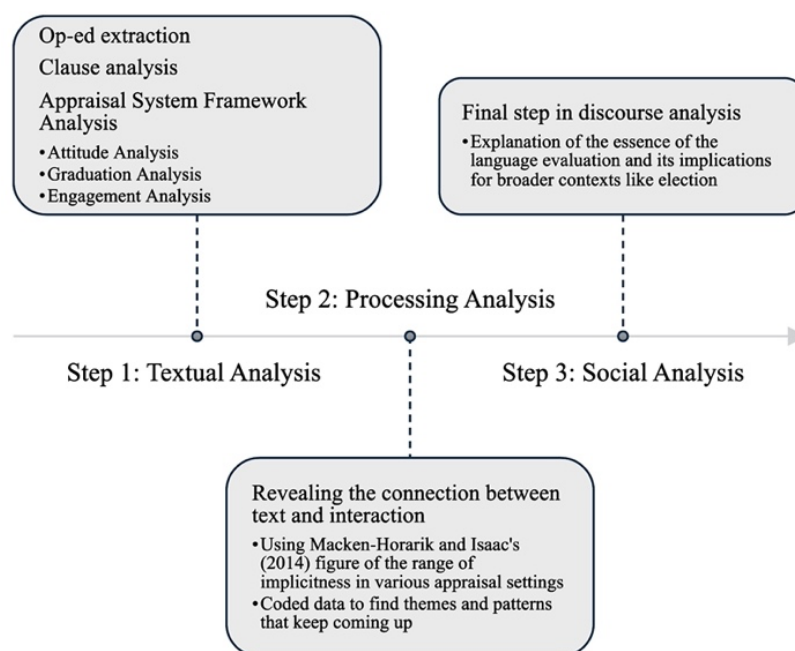 Op-ed extraction
Clause analysis
Appraisal System Framework
Analysis
•Attitude Analysis
•Graduation Analysis
•Engagement Analysis
Final step in discourse analysis
•Explanation of the essence of the
language evaluation and its implications
for broader contexts like election
Step 2: Processing Analysis
Step 1: Textual Analysis
Step 3: Social Analysis
Revealing the connection between
text and interaction
•Using Macken-Horarik and Isaac's
(2014) figure of the range of
implicitness in various appraisal settings
•Coded data to find themes and patterns
that keep coming up